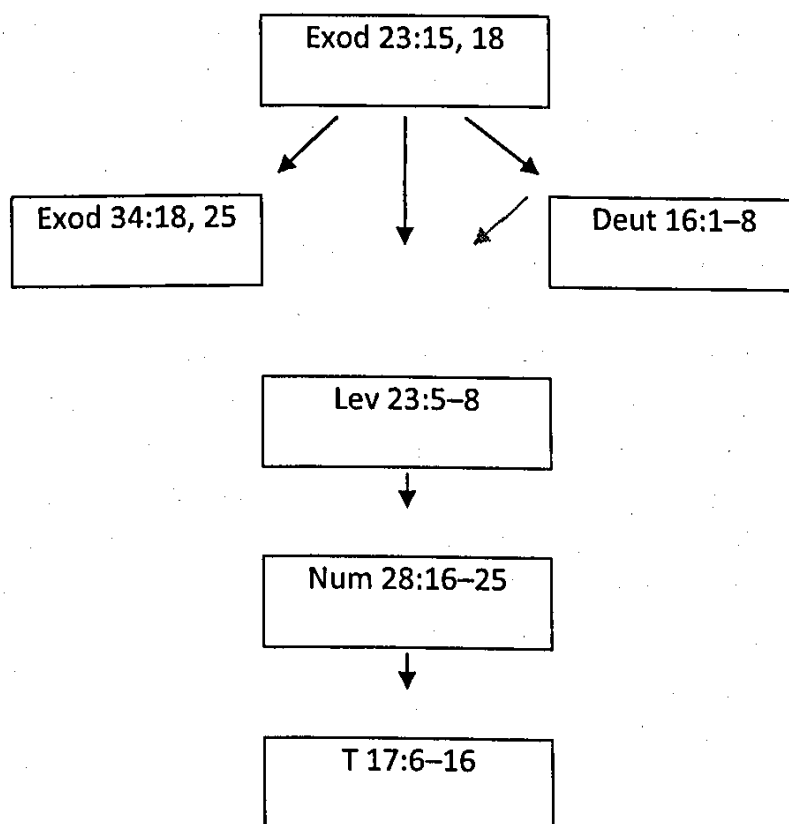 Exod 23:15, 18
Exod 34:18, 25
Deut 16:1–8
Lev 23:5–8
Num 28:16–25
T 17:6–16